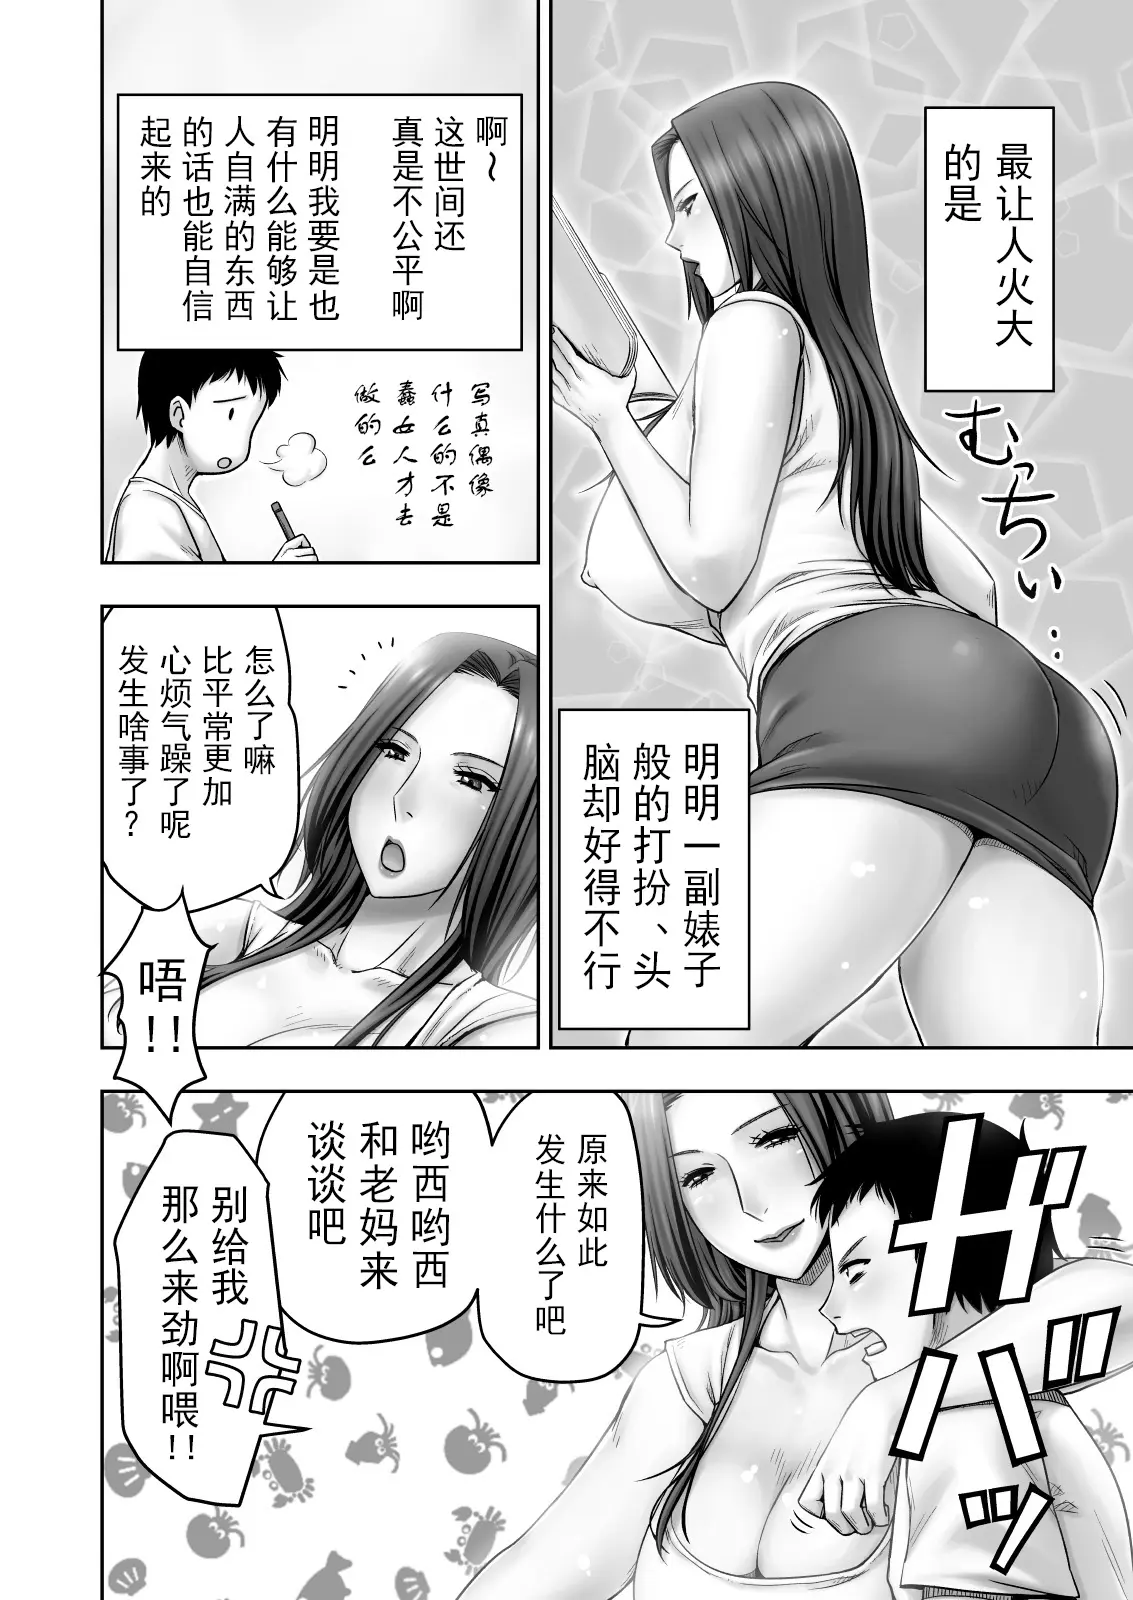 最让人火大
的是
むっちぃ…
明明一副婊子
般的打扮、头
脑却好得不行
啊~
这世间还
真是不公平啊
明明我要是也
有什么能够让
人自满的东西
的话也能自信
起来的
写真偶像
什么的不是
蠢女人才去
做的么
怎么了嘛
比平常更加
心烦气躁了呢
发生啥事了？
唔!!
ガバッ
原来如此
发生什么了吧
哟西哟西
和老妈来
谈谈吧
别给我
那么来劲啊喂!!